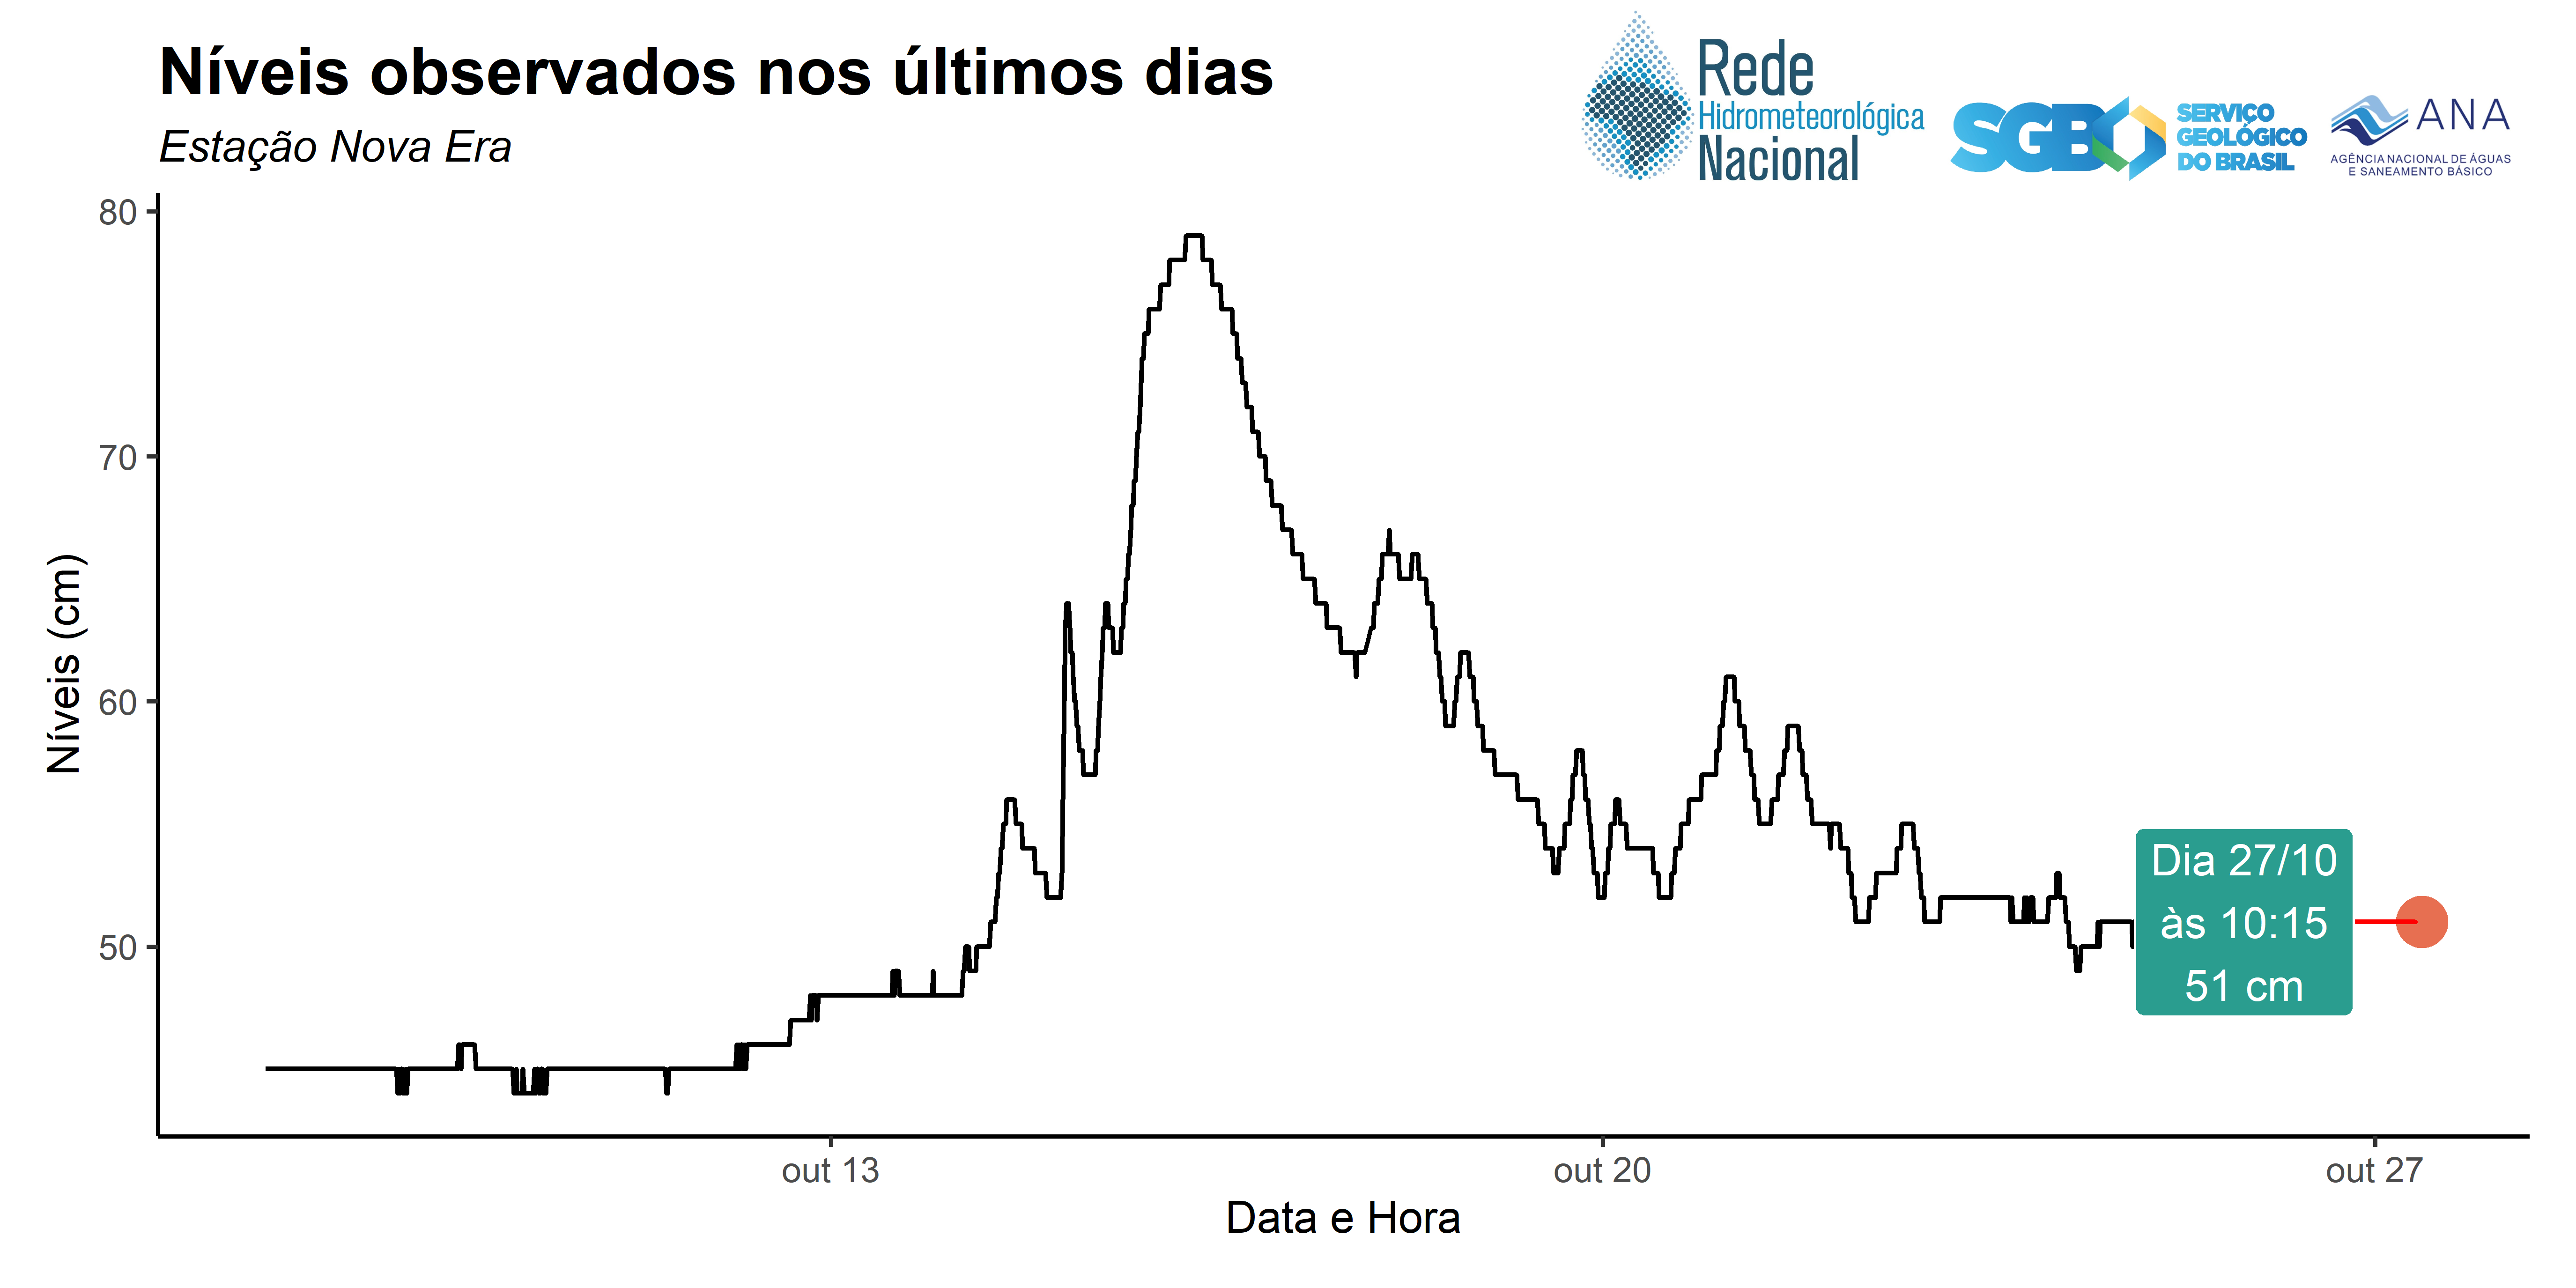 Níveis observados nos últimos dias
Estação Nova Era
Rede
Hidrometeorológica
Nacional
SGB
SERVIÇO
GEOLÓGICO
DO BRASIL
ANA
AGÊNCIA NACIONAL DE ÁGUAS
E SANEAMENTO BÁSICO
80
70
60
50
Níveis (cm)
Dia 27/10
às 10:15
51 cm
out 13
out 20
out 27
Data e Hora